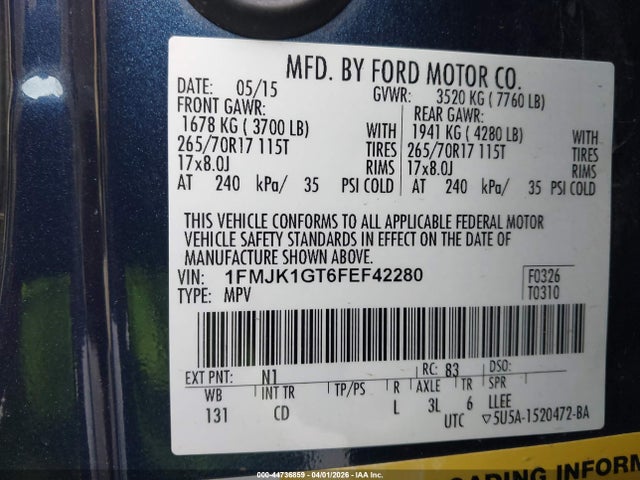 MFD. BY FORD MOTOR CO.
DATE: 05/15 GVWR: 3520 KG ( 7760 LB)
FRONT GAWR: REAR GAWR:
1678 KG ( 3700 LB) WITH 1941 KG ( 4280 LB) WITH
265/70R17 115T TIRES 265/70R17 115T TIRES
17x8.0J RIMS 17x8.0J RIMS
AT 240 kPa/ 35 PSI COLD AT 240 kPa/ 35 PSI COLD
THIS VEHICLE CONFORMS TO ALL APPLICABLE FEDERAL MOTOR
VEHICLE SAFETY STANDARDS IN EFFECT ON THE DATE OF
MANUFACTURE SHOWN ABOVE.
VIN: 1FMJK1GT6FEF42280 F0326
TYPE: MPV T0310
EXT PNT: N1 RC: 83 DSO:
WB INT TR TP/PS R AXLE TR SPR
131 CD L 3L 6 LLEE
UTC ▽5U5A-1520472-BA
LOADING INFORM
000-44736859 - 04/01/2026 - IAA Inc.